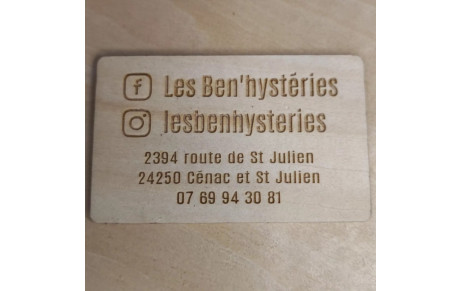 Les Ben'hystéries
lesbenhysteries
2394 route de St Julien
24250 Cénac et St Julien
07 69 94 30 81